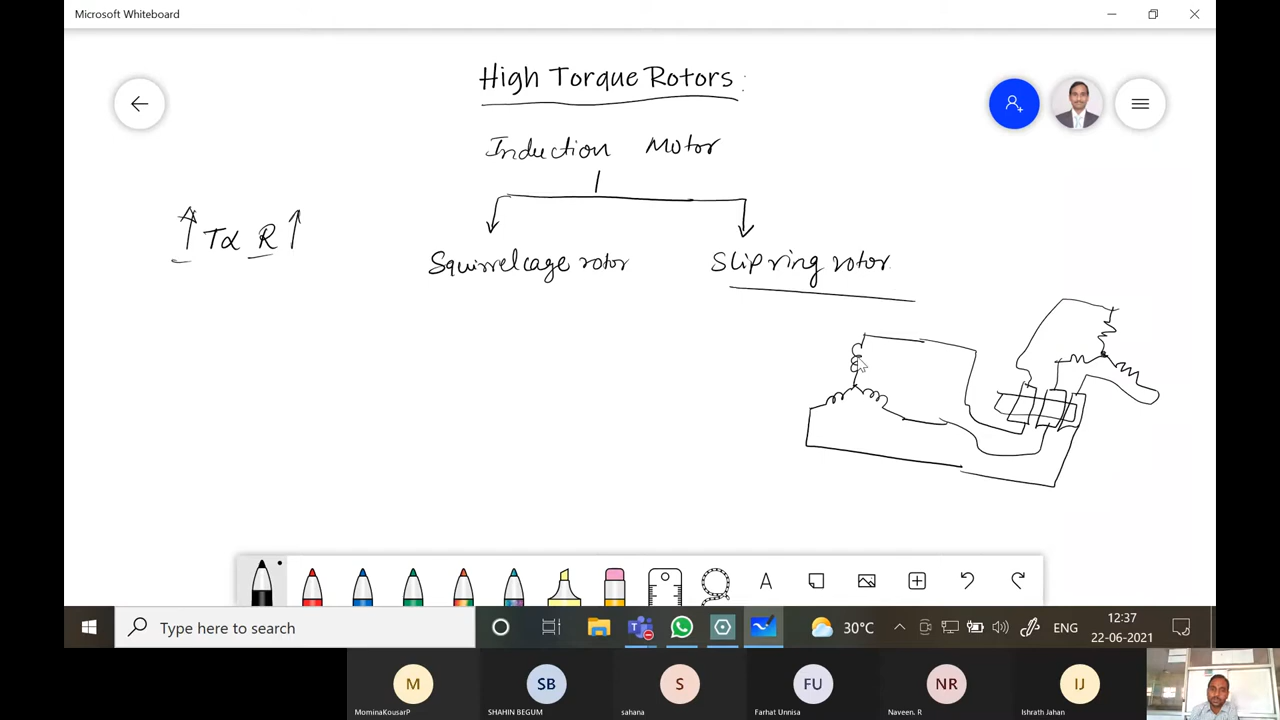 Microsoft Whiteboard
High Torque Rotors:
Induction Motor
Squirrelcage rotor
Slip ring rotor
T∝ R
A
Type here to search
30°C
ENG
12:37
22-06-2021
M
SB
S
FU
NR
IJ
MominaKousarP
SHAHIN BEGUM
sahana
Farhat Unnisa
Naveen. R
Ishrath Jahan